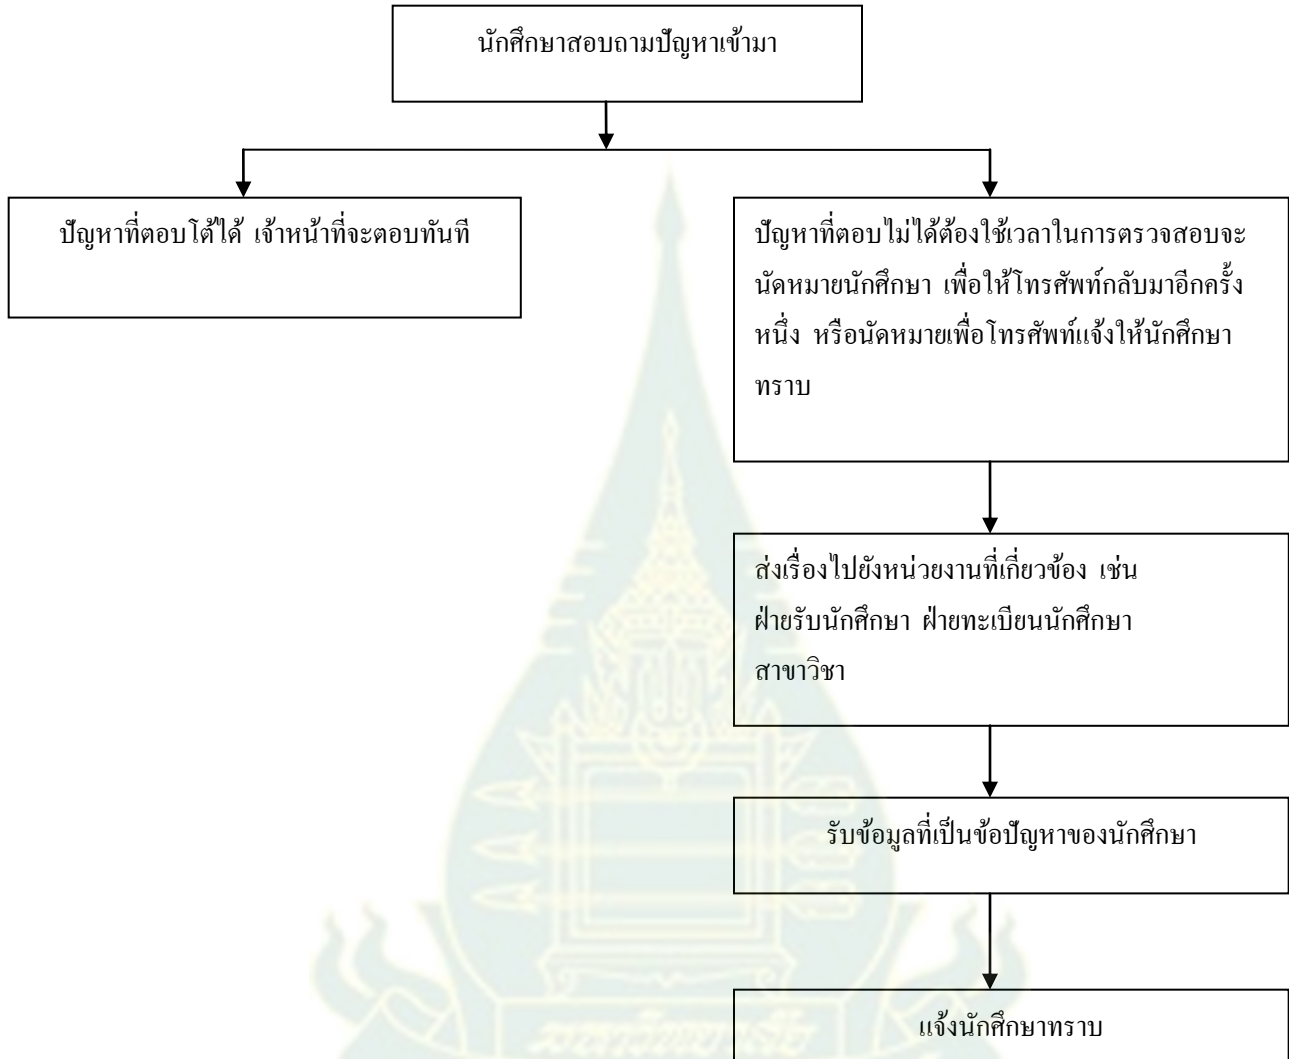 นักศึกษาสอบถามปัญหาเข้ามา
ปัญหาที่ตอบโต้ได้ เจ้าหน้าที่จะตอบทันที
ปัญหาที่ตอบไม่ได้ต้องใช้เวลาในการตรวจสอบจะ
นัดหมายนักศึกษา เพื่อให้โทรศัพท์กลับมาอีกครั้ง
หนึ่ง หรือนัดหมายเพื่อโทรศัพท์แจ้งให้นักศึกษา
ทราบ
ส่งเรื่องไปยังหน่วยงานที่เกี่ยวข้อง เช่น
ฝ่ายรับนักศึกษา ฝ่ายทะเบียนนักศึกษา
สาขาวิชา
รับข้อมูลที่เป็นข้อปัญหาของนักศึกษา
แจ้งนักศึกษาทราบ